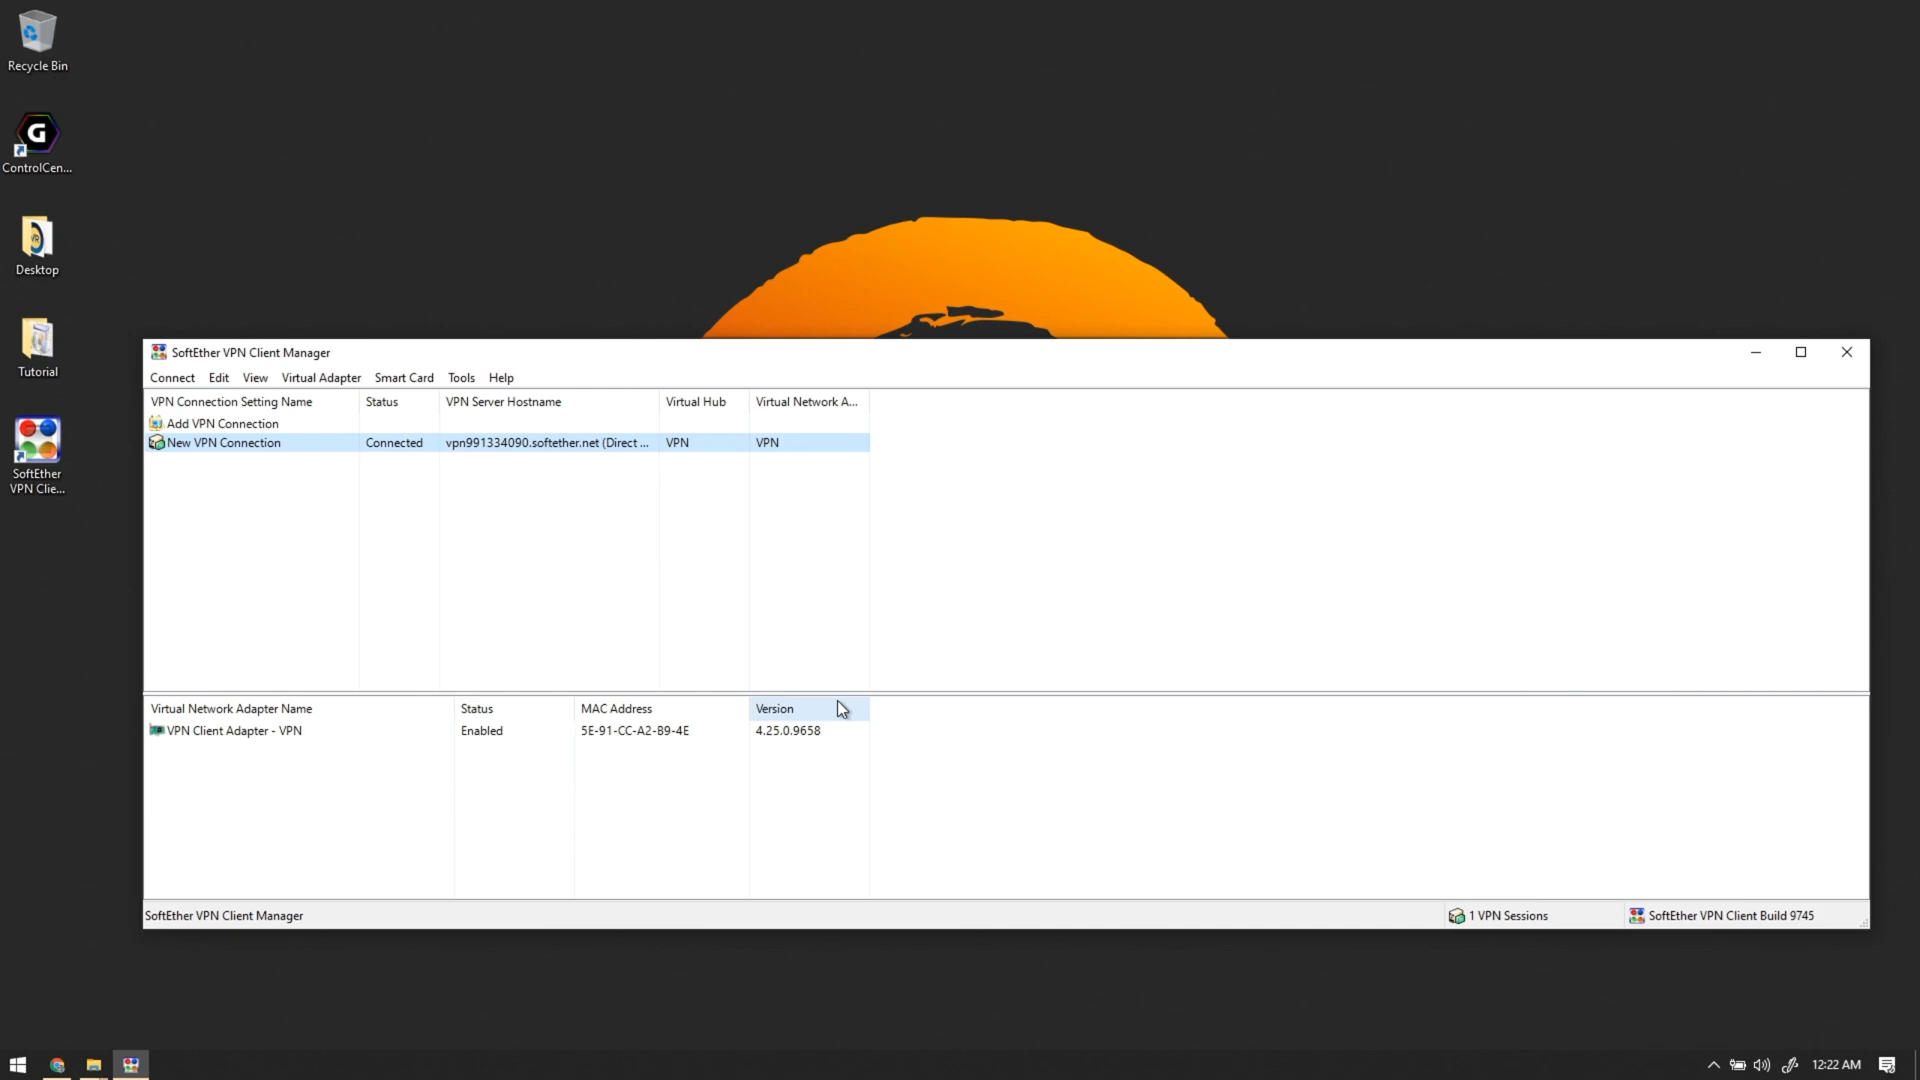 Recycle Bin
G
ControlCen...
VR
Desktop
Tutorial
SoftEther
VPN Clie...
SoftEther VPN Client Manager
Connect Edit View Virtual Adapter Smart Card Tools Help
VPN Connection Setting Name Status VPN Server Hostname Virtual Hub Virtual Network A...
Add VPN Connection
New VPN Connection Connected vpn991334090.softether.net (Direct ... VPN VPN
Virtual Network Adapter Name Status MAC Address Version
VPN Client Adapter - VPN Enabled 5E-91-CC-A2-B9-4E 4.25.0.9658
SoftEther VPN Client Manager 1 VPN Sessions SoftEther VPN Client Build 9745
12:22 AM